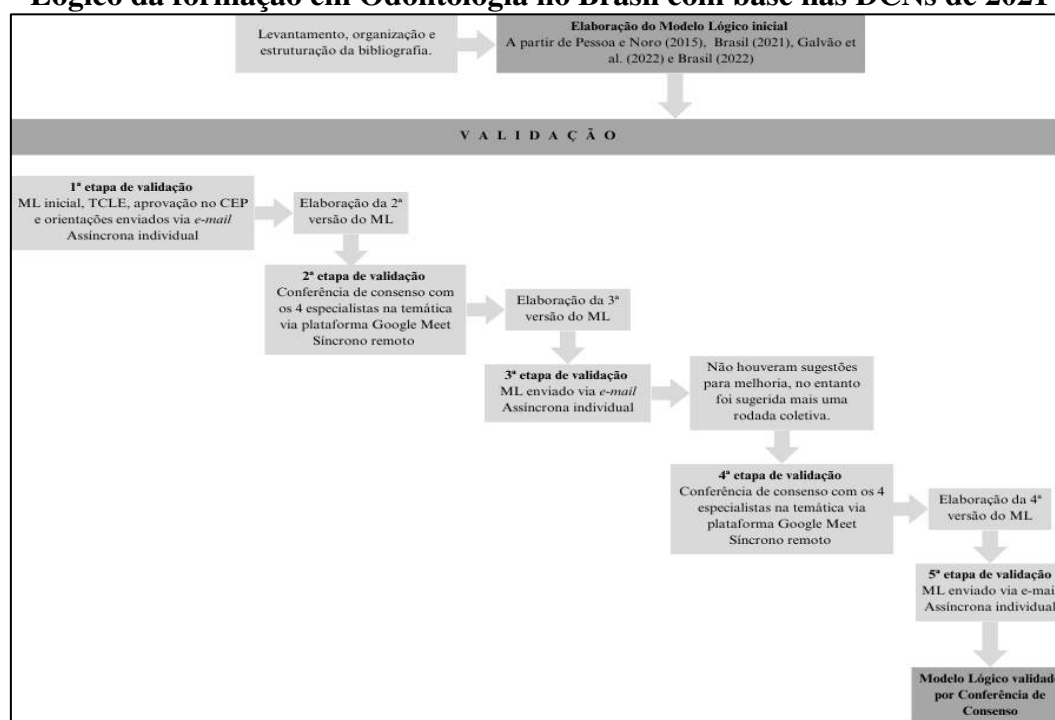 Lógico da formação em Odontologia no Brasil com base nas DCNs de 2021
Levantamento, organização e
estruturação da bibliografia.
Elaboração do Modelo Lógico inicial
A partir de Pessoa e Noro (2015), Brasil (2021), Galvão et
al. (2022) e Brasil (2022)
V A L I D A Ç Ã O
1ª etapa de validação
ML inicial, TCLE, aprovação no CEP
e orientações enviados via e-mail
Assíncrona individual
Elaboração da 2ª
versão do ML
2ª etapa de validação
Conferência de consenso com
os 4 especialistas na temática
via plataforma Google Meet
Síncrono remoto
Elaboração da 3ª
versão do ML
3ª etapa de validação
ML enviado via e-mail
Assíncrona individual
Não houveram sugestões
para melhoria, no entanto
foi sugerida mais uma
rodada coletiva.
4ª etapa de validação
Conferência de consenso com os 4
especialistas na temática via
plataforma Google Meet
Síncrono remoto
Elaboração da 4ª
versão do ML
5ª etapa de validação
ML enviado via e-mail
Assíncrona individual
Modelo Lógico validado
por Conferência de
Consenso